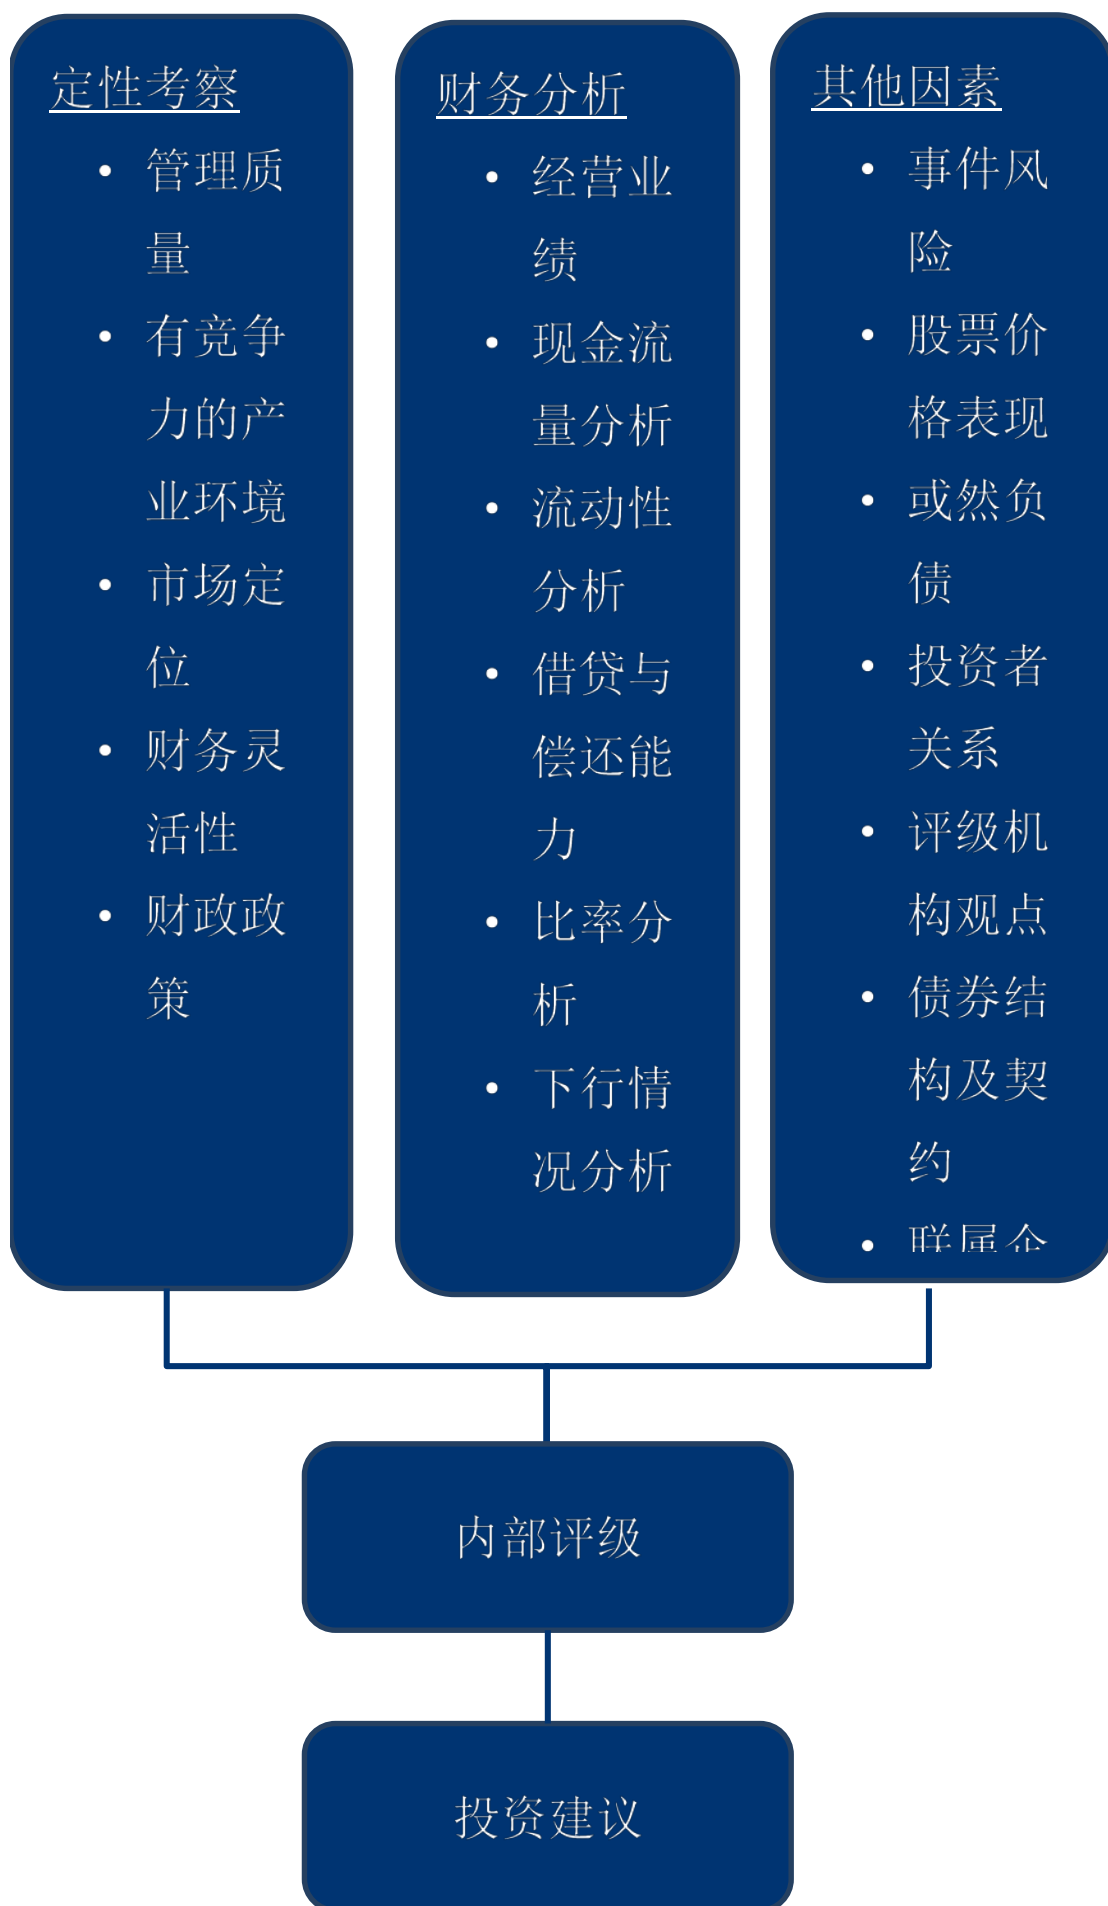 定性考察
• 管理质
量
• 有竞争
力的产
业环境
• 市场定
位
• 财务灵
活性
• 财政政
策
财务分析
• 经营业
绩
• 现金流
量分析
• 流动性
分析
• 借贷与
偿还能
力
• 比率分
析
• 下行情
况分析
其他因素
• 事件风
险
• 股票价
格表现
• 或然负
债
• 投资者
关系
• 评级机
构观点
• 债券结
构及契
约
• 联属企
内部评级
投资建议